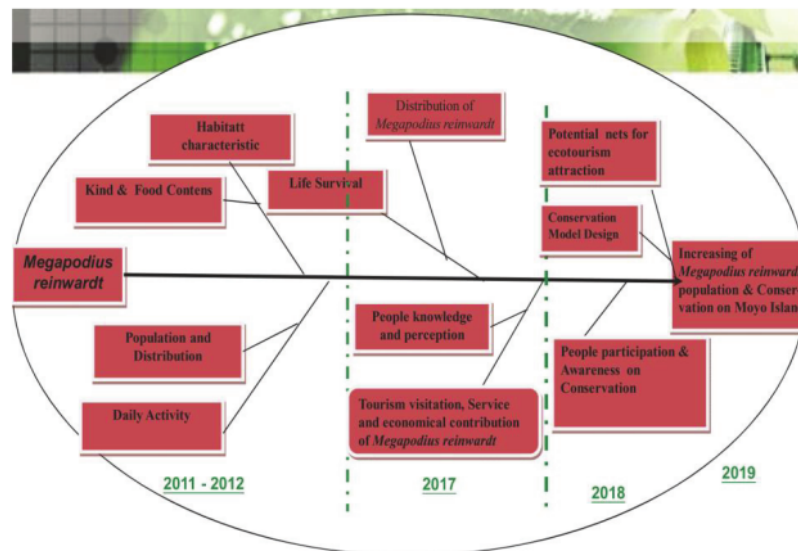 Habitatt
characteristic
Distribution of
Megapodius reinwardt
Potential nets for
ecotourism
attraction
Kind & Food Contens
Life Survival
Conservation
Model Design
Megapodius
reinwardt
Increasing of
Megapodius reinward
population & Conser
vation on Moyo Islan
Population and
Distribution
People knowledge
and perception
People participation &
Awareness on
Conservation
Daily Activity
Tourism visitation, Service
and economical contribution
of Megapodius reinwardt
2011 - 2012
2017
2018
2019